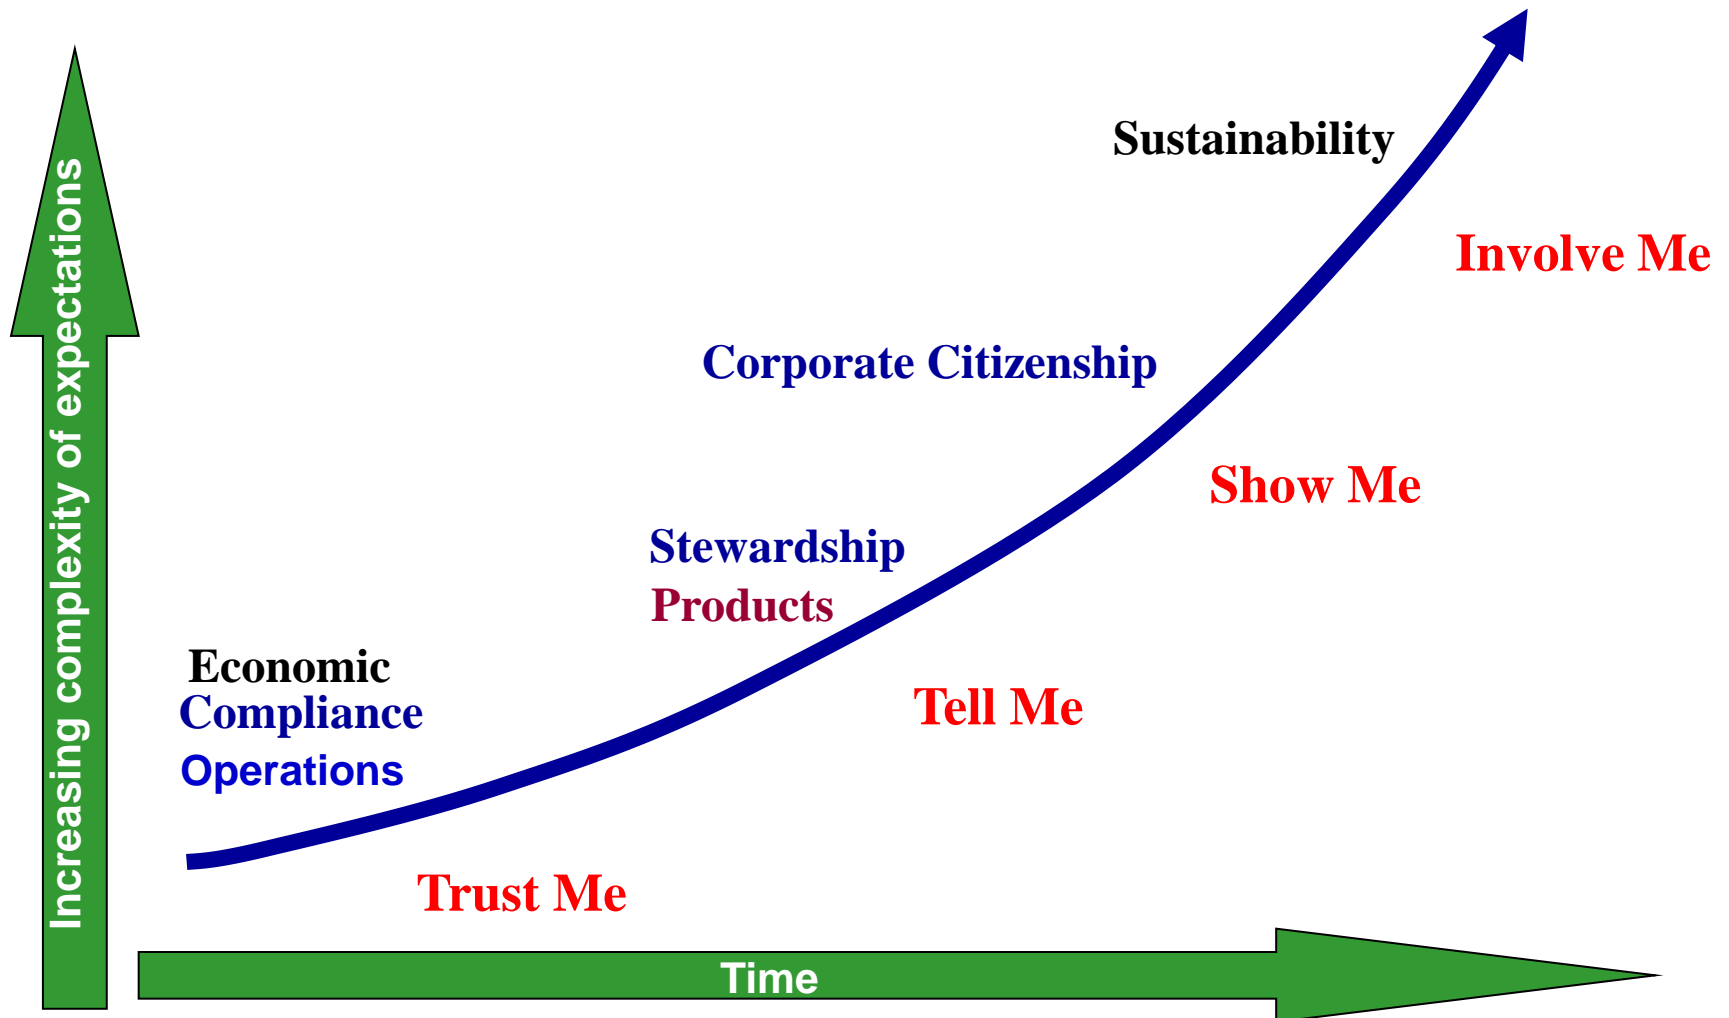 Increasing complexity of expectations
Sustainability
Involve Me
Corporate Citizenship
Show Me
Stewardship
Products
Economic
Compliance
Tell Me
Operations
Trust Me
Time